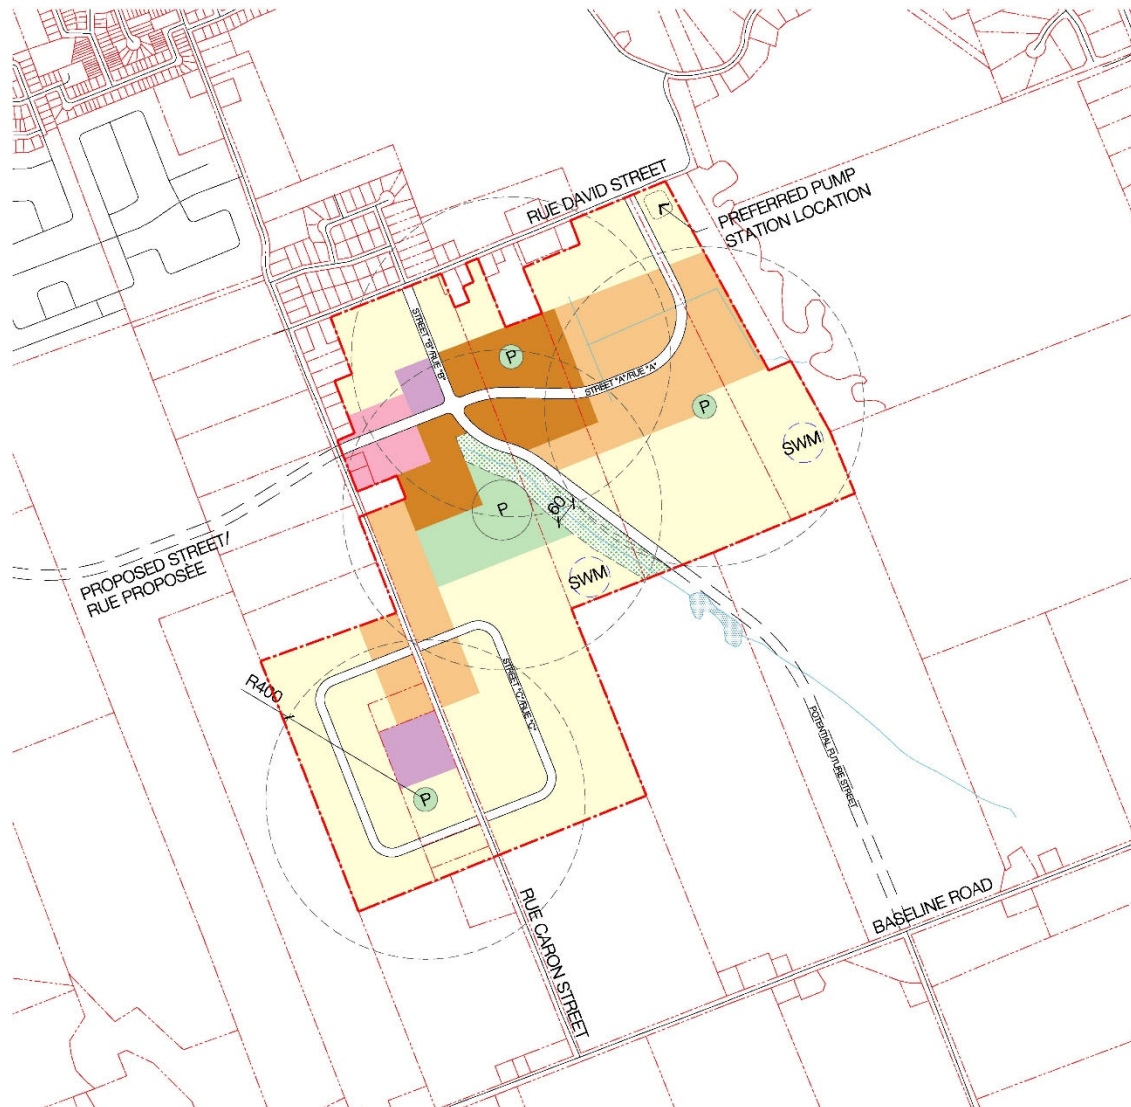 RUE DAVID STREET
PREFERRED PUMP
STATION LOCATION
STREET "B"/RUE "B"
P
STREET "A"/RUE "A"
P
SWM
P
60
PROPOSED STREET/
RUE PROPOSÉE
SWM
R400
STREET "C"/RUE "C"
POTENTIAL FUTURE STREET
P
RUE CARON STREET
BASELINE ROAD